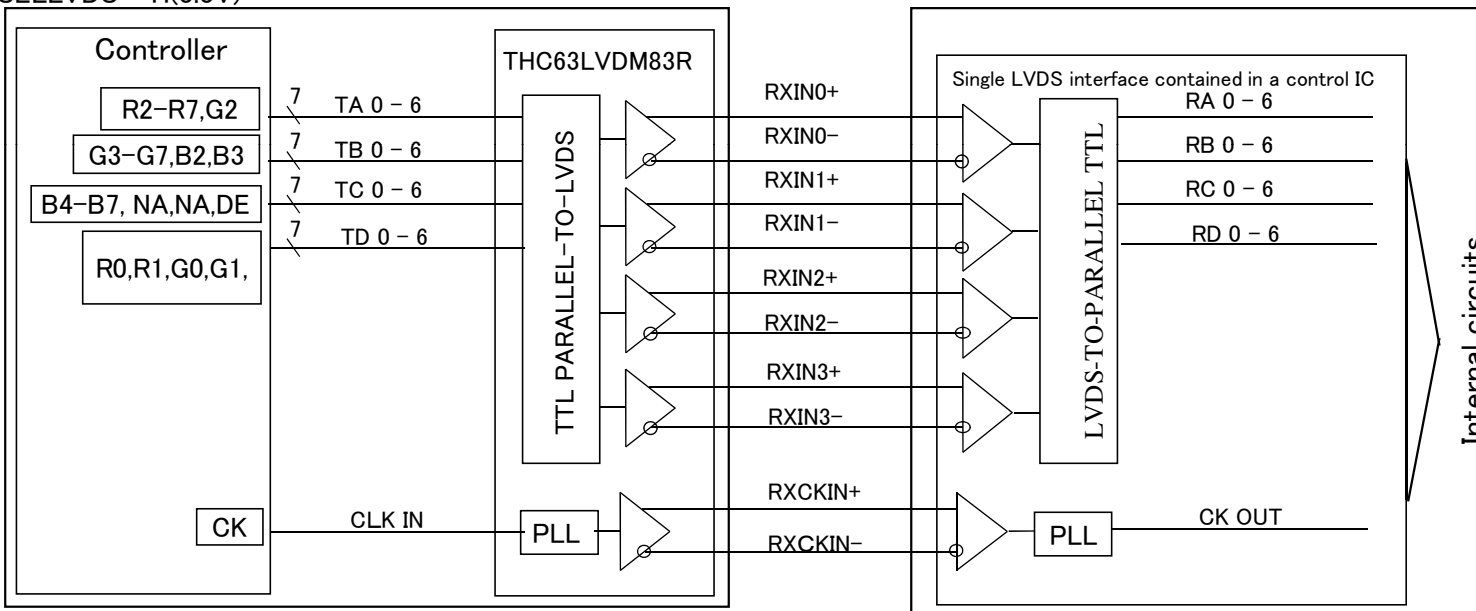 Controller
THC63LVDM83R
Single LVDS interface contained in a control IC
R2-R7,G2
7
TA 0 - 6
RXIN0+
RA 0 - 6
G3-G7,B2,B3
7
TB 0 - 6
RXIN0-
RB 0 - 6
B4-B7, NA,NA,DE
7
TC 0 - 6
RXIN1+
RC 0 - 6
R0,R1,G0,G1,
7
TD 0 - 6
RXIN1-
RD 0 - 6
RXIN2+
RXIN2-
RXIN3+
RXIN3-
TTL PARALLEL-TO-LVDS
LVDS-TO-PARALLEL TTL
Internal circuits
CK
CLK IN
PLL
RXCKIN+
RXCKIN-
PLL
CK OUT